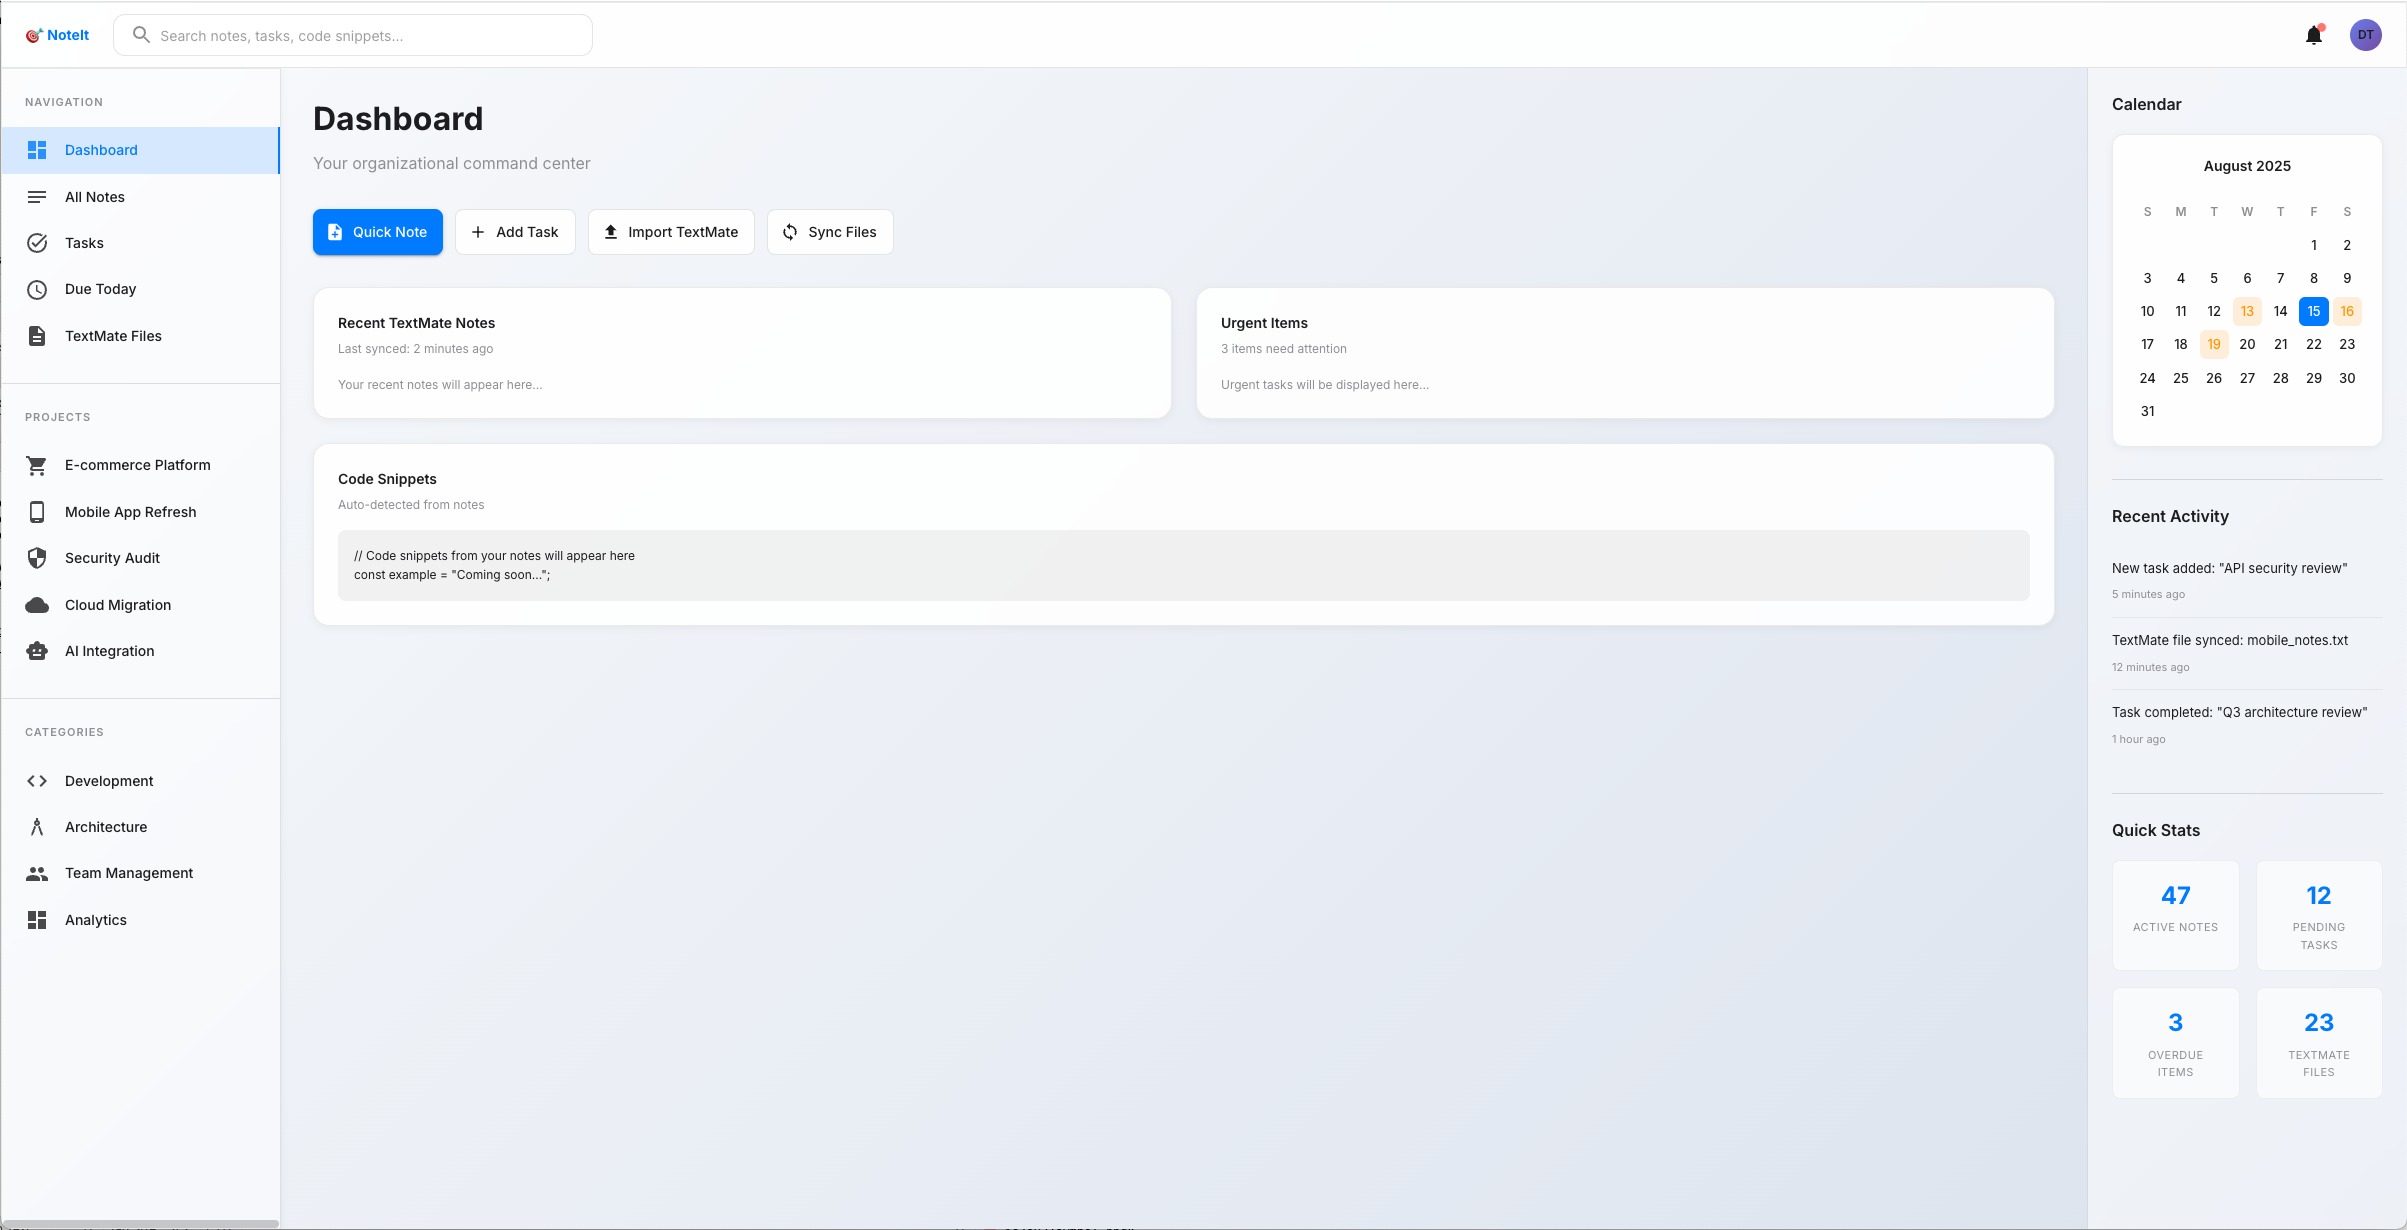 NoteIt
Search notes, tasks, code snippets...
DT
NAVIGATION
Dashboard
All Notes
Tasks
Due Today
TextMate Files
PROJECTS
E-commerce Platform
Mobile App Refresh
Security Audit
Cloud Migration
AI Integration
CATEGORIES
Development
Architecture
Team Management
Analytics
Dashboard
Your organizational command center
Quick Note
Add Task
Import TextMate
Sync Files
Recent TextMate Notes
Last synced: 2 minutes ago
Your recent notes will appear here...
Urgent Items
3 items need attention
Urgent tasks will be displayed here...
Code Snippets
Auto-detected from notes
// Code snippets from your notes will appear here
const example = "Coming soon...";
Calendar
August 2025
S M T W T F S
1 2
3 4 5 6 7 8 9
10 11 12 13 14 15 16
17 18 19 20 21 22 23
24 25 26 27 28 29 30
31
Recent Activity
New task added: "API security review"
5 minutes ago
TextMate file synced: mobile_notes.txt
12 minutes ago
Task completed: "Q3 architecture review"
1 hour ago
Quick Stats
47
ACTIVE NOTES
12
PENDING
TASKS
3
OVERDUE
ITEMS
23
TEXTMATE
FILES